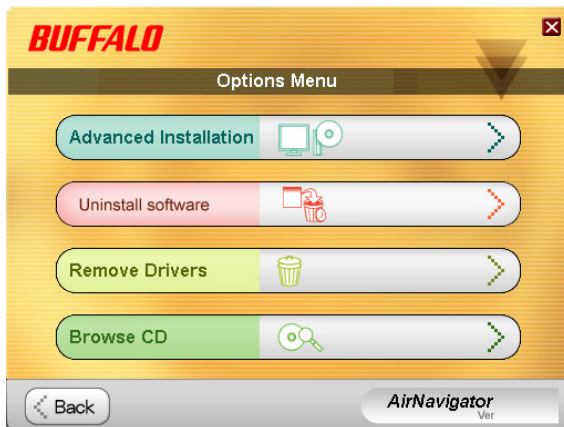 BUFFALO
Options Menu
Advanced Installation
Uninstall software
Remove Drivers
Browse CD
Back
AirNavigator
Ver